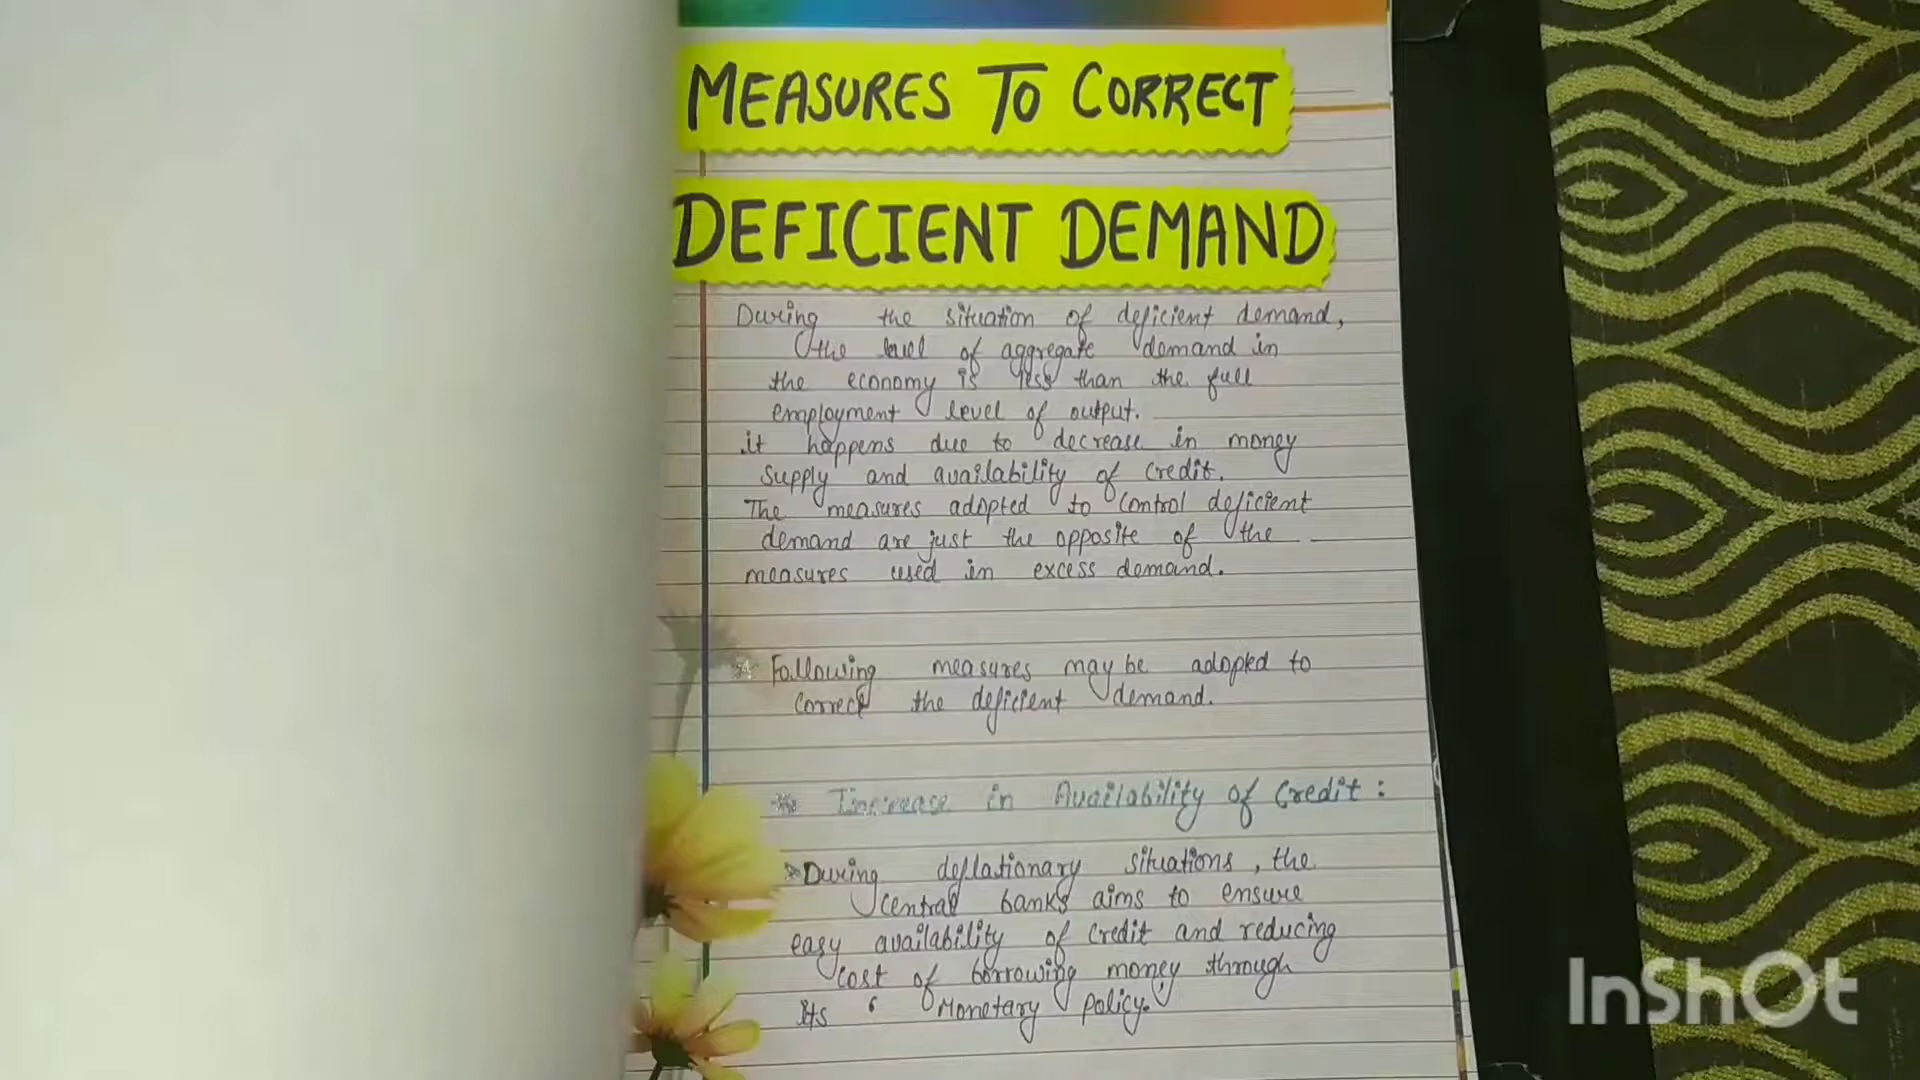 MEASURES TO CORRECT
DEFICIENT DEMAND
During the situation of deficient demand,
the level of aggregate demand in
the economy is less than the full
employment level of output.
it happens due to decrease in money
supply and availability of credit.
The measures adopted to control deficient
demand are just the opposite of the
measures used in excess demand.
Following measures may be adopted to
correct the deficient demand.
Increase in Availability of Credit:
During deflationary situations, the
central banks aims to ensure
easy availability of credit and reducing
cost of borrowing money through
its ‘ Monetary policy.’
InShOt